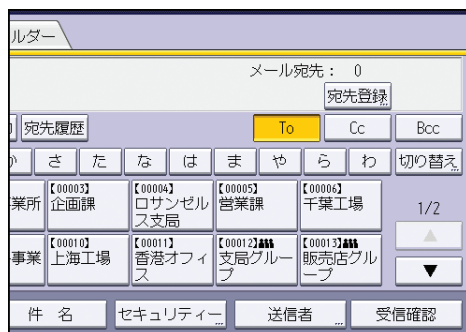 ルダー
メール宛先： 0
宛先登録
宛先履歴 To Cc Bcc
か さ た な は ま や ら わ 切り替え
業所 【00003】 企画課 【00004】 ロサンゼルス支局 【00005】 営業課 【00006】 千葉工場 1/2
事業 【00010】 上海工場 【00011】 香港オフィス 【00012】 支局グループ 【00013】 販売店グループ
件 名 セキュリティー 送信者 受信確認